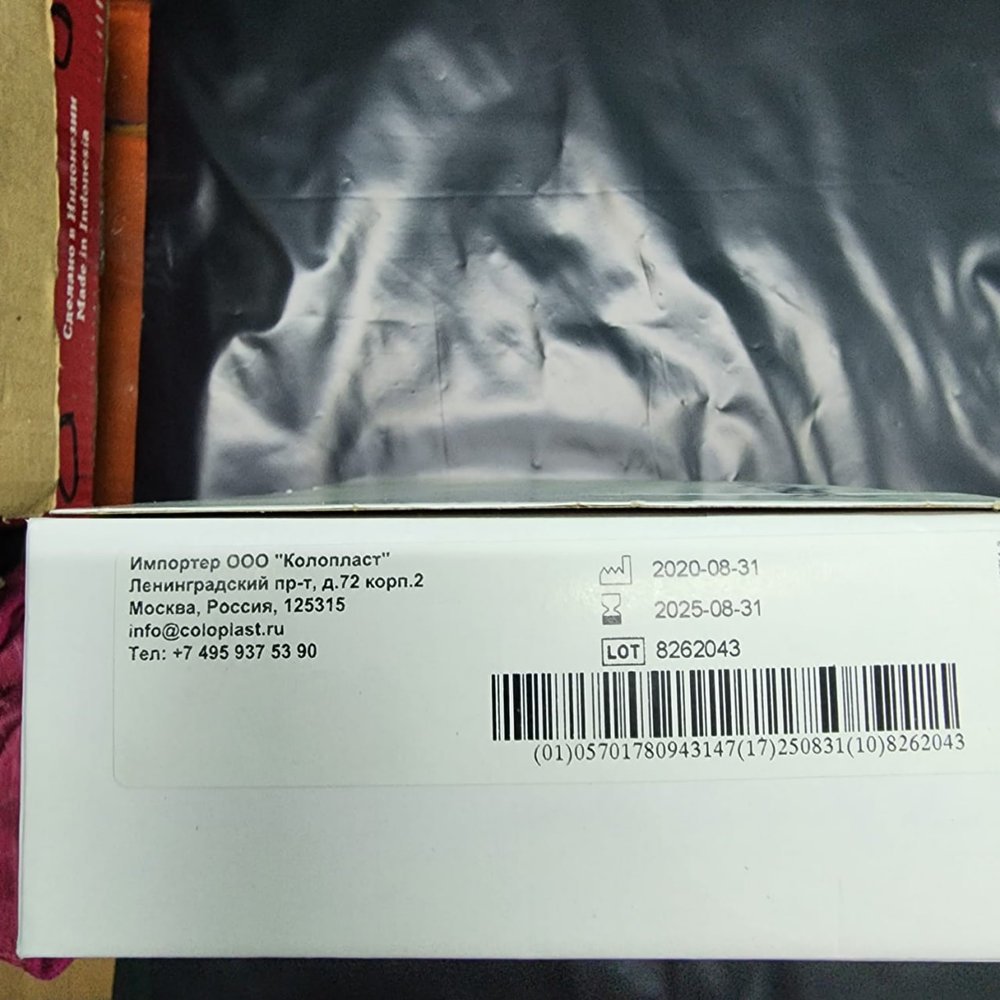 Сделано в Индонезии
Made in Indonesia
Импортер ООО "Колопласт"
Ленинградский пр-т, д.72 корп.2
Москва, Россия, 125315
info@coloplast.ru
Тел: +7 495 937 53 90
2020-08-31
2025-08-31
LOT 8262043
(01)05701780943147(17)250831(10)8262043